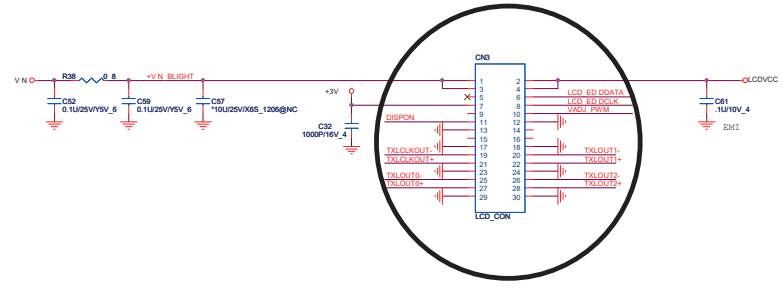 CN3
V N
R38
0 8
+V N_BLIGHT
C52
0.1U/25V/Y5V_6
C59
0.1U/25V/Y5V_6
C57
*10U/25V/X6S_1206@NC
+3V
C32
1000P/16V_4
LCDVCC
C61
.1U/10V_4
EMI
1 2
3 4
5 6
7 8
9 10
11 12
13 14
15 16
17 18
19 20
21 22
23 24
25 26
27 28
29 30
LCD_ED DDATA
LCD_ED DCLK
VADJ_PWM
DISPON
TXLCLKOUT-
TXLCLKOUT+
TXLOUT0-
TXLOUT0+
TXLOUT1-
TXLOUT1+
TXLOUT2-
TXLOUT2+
LCD_CON